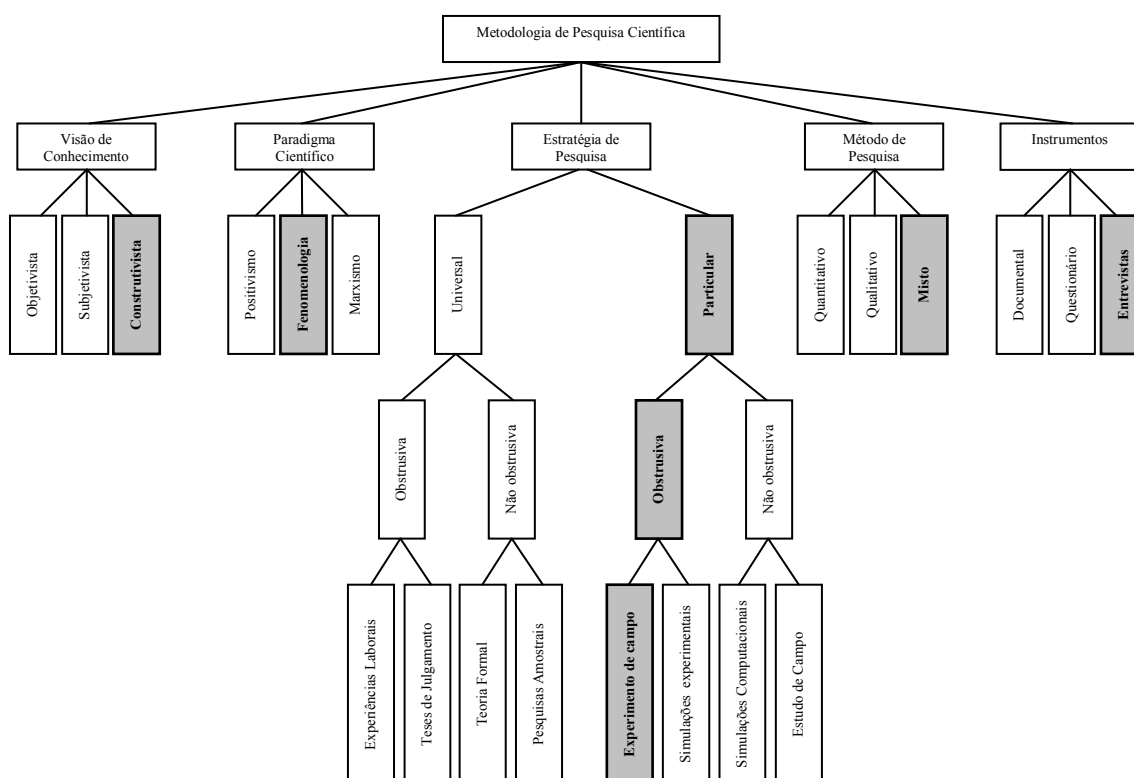 Metodologia de Pesquisa Científica
Visão de
Conhecimento
Paradigma
Científico
Estratégia de
Pesquisa
Método de
Pesquisa
Instrumentos
Objetivista
Subjetivista
Construtivista
Positivismo
Fenomenologia
Marxismo
Universal
Particular
Quantitativo
Qualitativo
Misto
Documental
Questionário
Entrevistas
Obstrusiva
Não obstrusiva
Obstrusiva
Não obstrusiva
Experiências Laborais
Teses de Julgamento
Teoria Formal
Pesquisas Amostrais
Experimento de campo
Simulações experimentais
Simulações Computacionais
Estudo de Campo